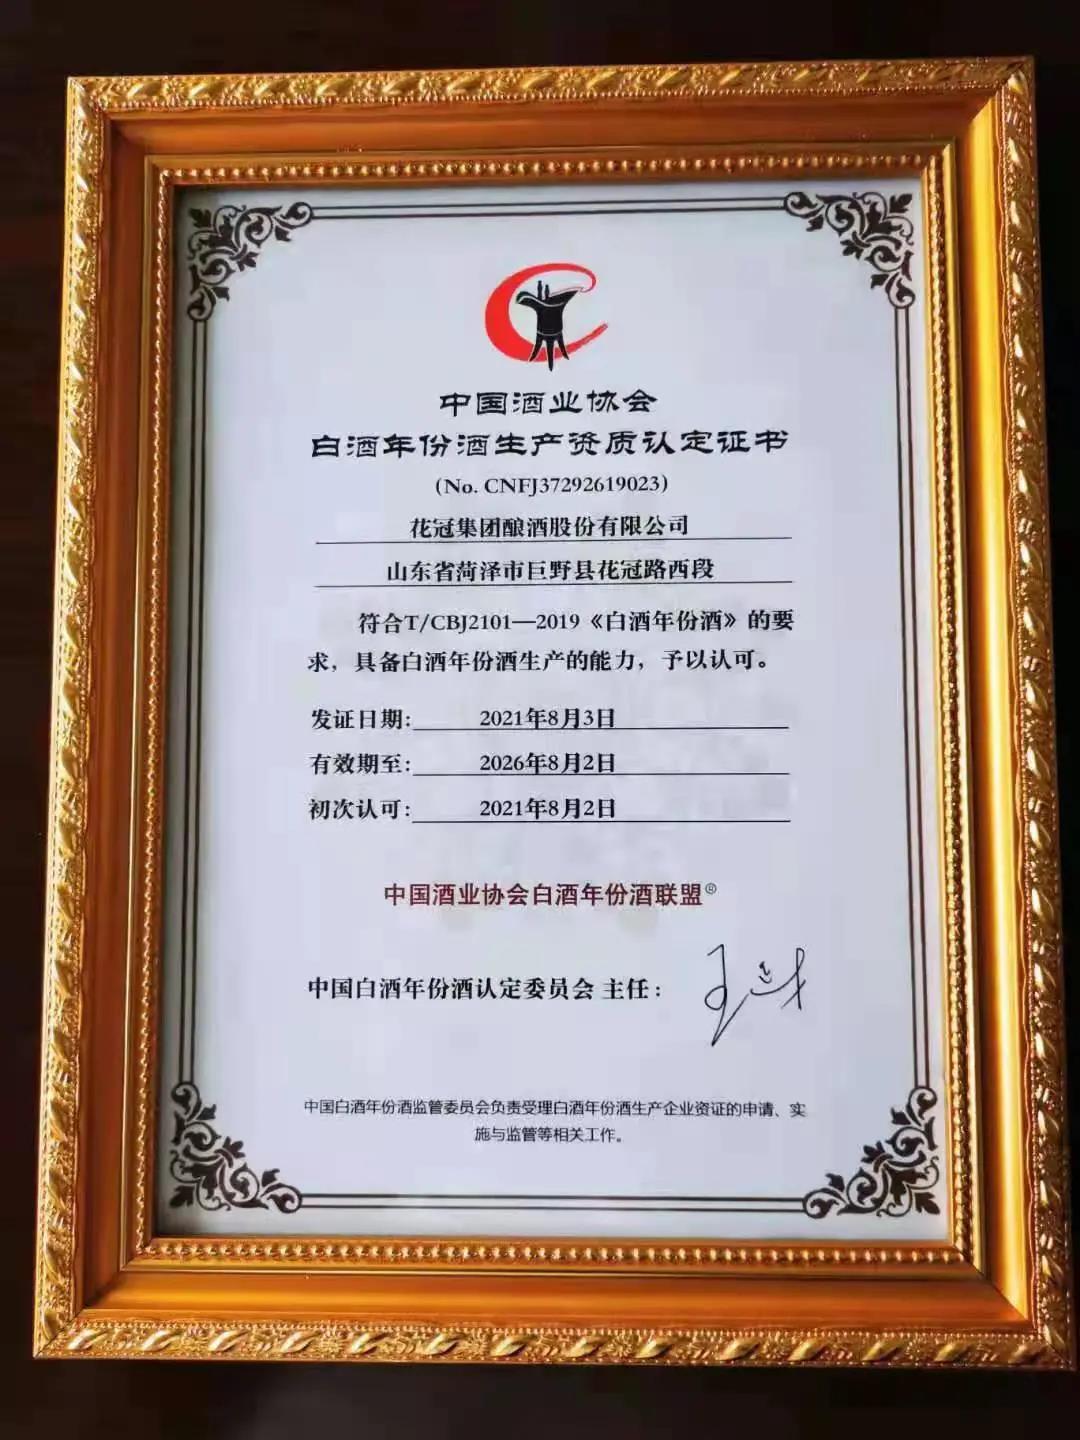 中国酒业协会
白酒年份酒生产资质认定证书
(No. CNFJ37292619023)
花冠集团酿酒股份有限公司
山东省菏泽市巨野县花冠路西段
符合T/CBJ2101—2019《白酒年份酒》的要
求，具备白酒年份酒生产的能力，予以认可。
发证日期: 2021年8月3日
有效期至: 2026年8月2日
初次认可: 2021年8月2日
中国酒业协会白酒年份酒联盟®
中国白酒年份酒认定委员会 主任:
中国白酒年份酒监管委员会负责受理白酒年份酒生产企业资证的申请、实
施与监管等相关工作。